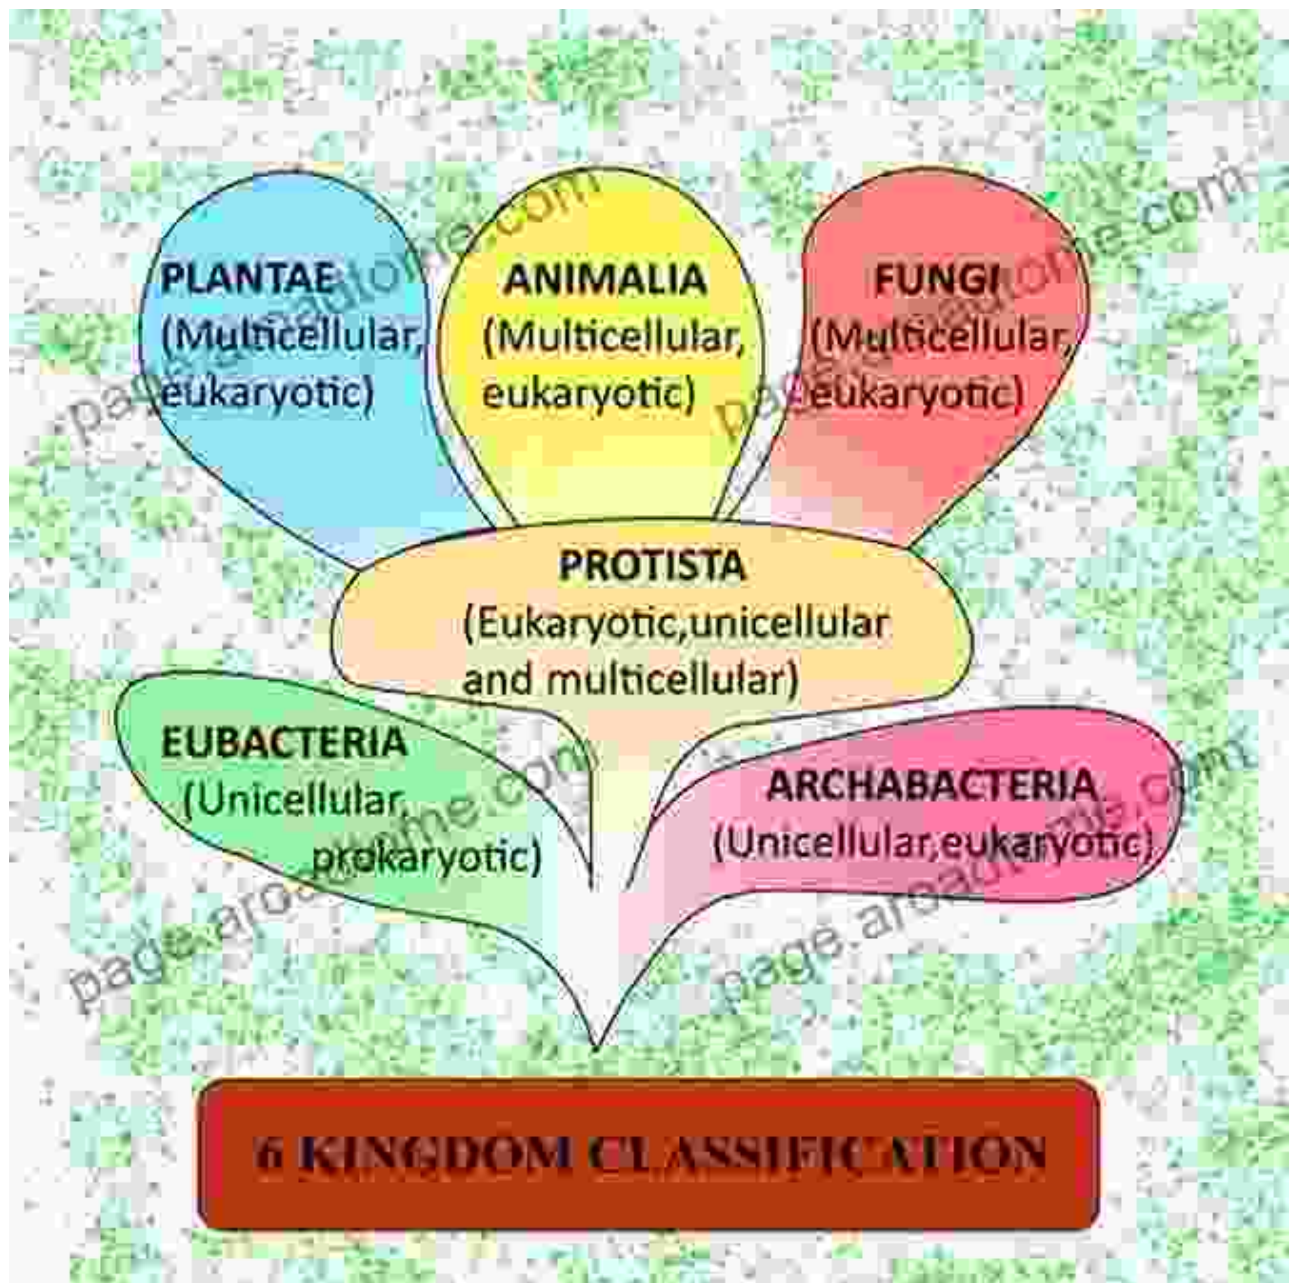 PLANTAE
(Multicellular,
eukaryotic)
ANIMALIA
(Multicellular,
eukaryotic)
FUNGI
(Multicellular,
eukaryotic)
PROTISTA
(Eukaryotic,unicellular
and multicellular)
EUBACTERIA
(Unicellular,
prokaryotic)
ARCHABACTERIA
(Unicellular,eukaryotic)
6 KINGDOM CLASSIFICATION